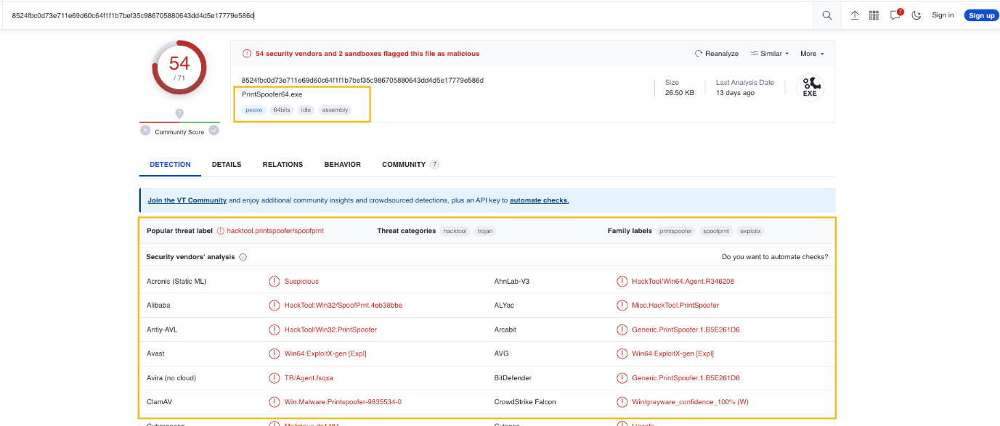 8524fbc0d73e711e69d60c64f1f1b7bef35c986705880643dd4d5e17779e586d
7
Sign in
Sign up
54
/ 71
Community Score
54 security vendors and 2 sandboxes flagged this file as malicious
Reanalyze
Similar
More
8524fbc0d73e711e69d60c64f1f1b7bef35c986705880643dd4d5e17779e586d
PrintSpoofer64.exe
peexe 64bits idle assembly
Size
26.50 KB
Last Analysis Date
13 days ago
EXE
DETECTION DETAILS RELATIONS BEHAVIOR COMMUNITY 7
Join the VT Community and enjoy additional community insights and crowdsourced detections, plus an API key to automate checks.
Popular threat label hacktool.printspoofer/spoofprnt Threat categories hacktool trojan Family labels printspoofer spoofprnt exploitx
Security vendors' analysis Do you want to automate checks?
Acronis (Static ML) Suspicious AhnLab-V3 HackTool/Win64.Agent.R346208
Alibaba HackTool:Win32/SpoofPrnt.4eb38bbe ALYac Misc.HackTool.PrintSpoofer
Antiy-AVL HackTool/Win32.PrintSpoofer Arcabit Generic.PrintSpoofer.1.B5E261D6
Avast Win64:ExploitX-gen [Expl] AVG Win64:ExploitX-gen [Expl]
Avira (no cloud) TR/Agent.fsqxa BitDefender Generic.PrintSpoofer.1.B5E261D6
ClamAV Win.Malware.Printspoofer-9835534-0 CrowdStrike Falcon Win/grayware_confidence_100% (W)